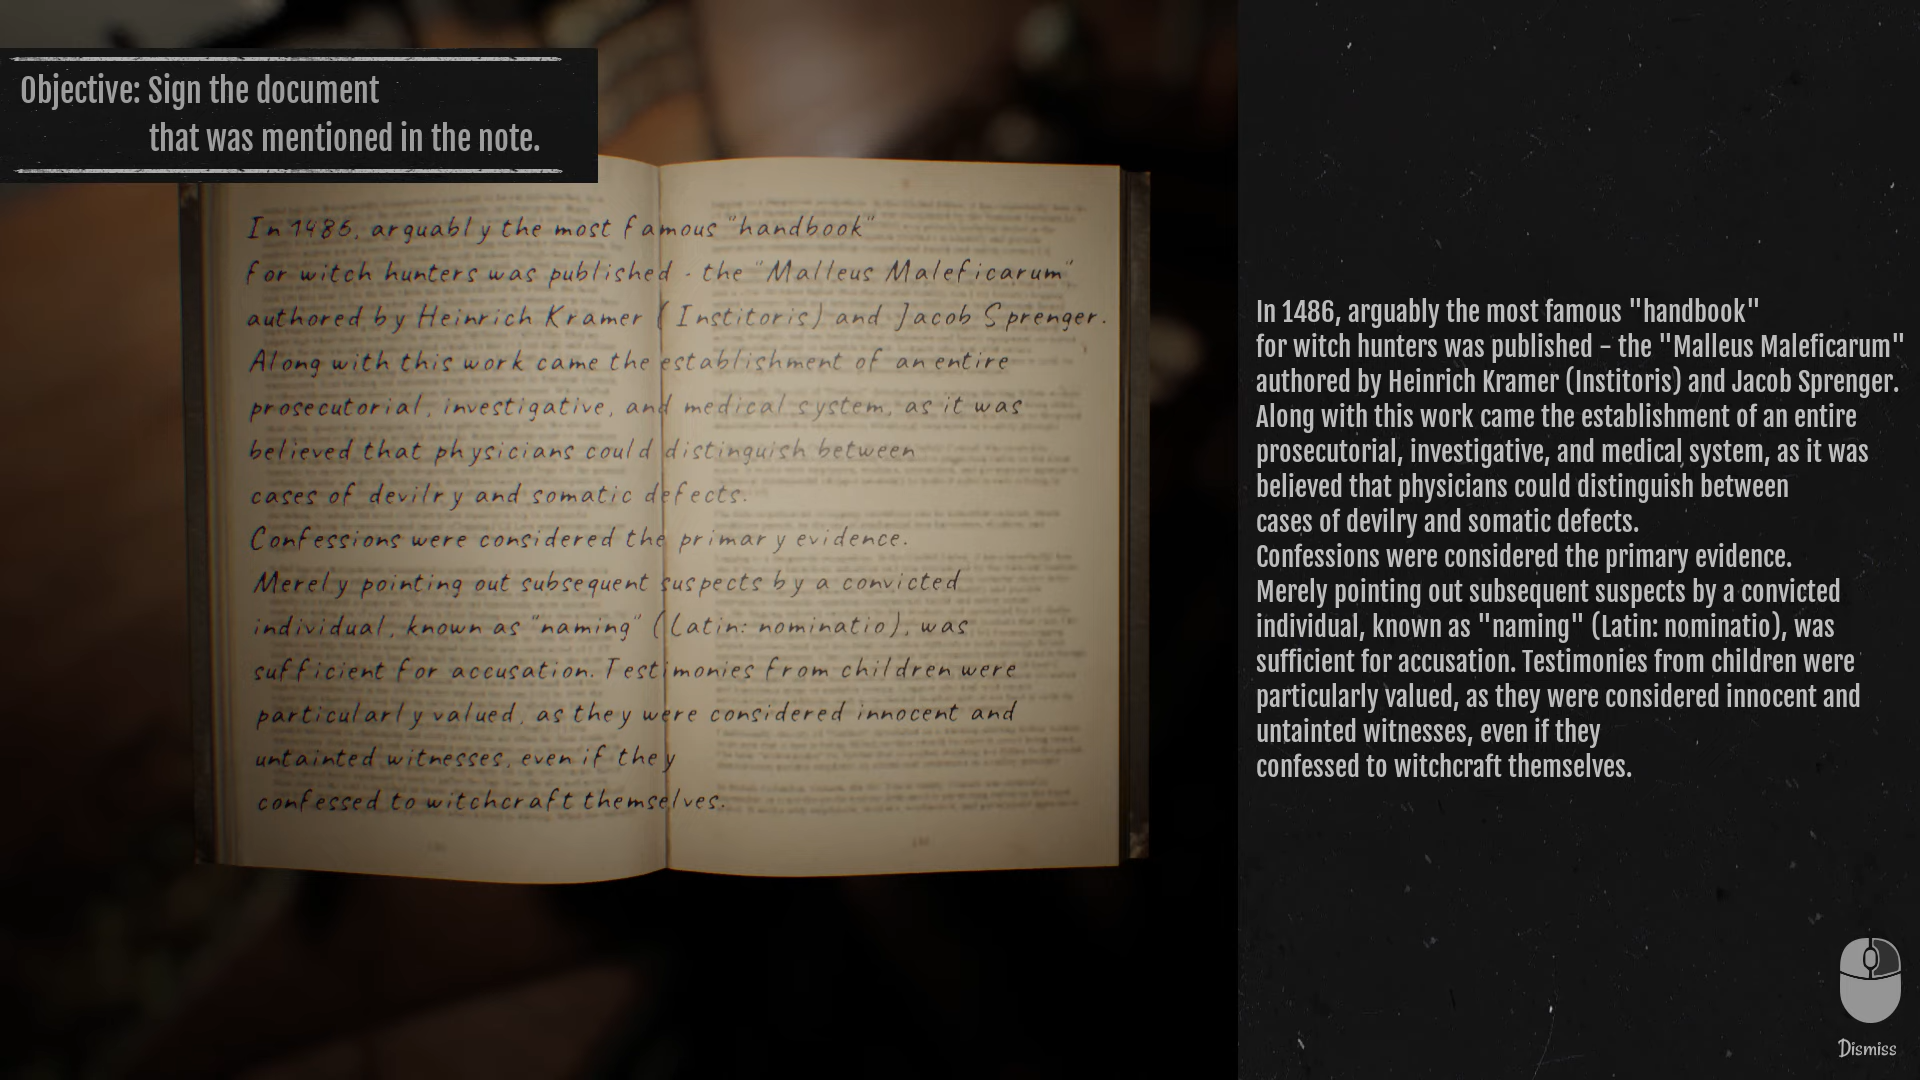 Objective: Sign the document
that was mentioned in the note.
In 1486, arguably the most famous "handbook"
for witch hunters was published - the "Malleus Maleficarum"
authored by Heinrich Kramer (Institoris) and Jacob Sprenger.
Along with this work came the establishment of an entire
prosecutorial, investigative, and medical system, as it was
believed that physicians could distinguish between
cases of devilry and somatic defects.
Confessions were considered the primary evidence.
Merely pointing out subsequent suspects by a convicted
individual, known as "naming" (Latin: nominatio), was
sufficient for accusation. Testimonies from children were
particularly valued, as they were considered innocent and
untainted witnesses, even if they
confessed to witchcraft themselves.
In 1486, arguably the most famous "handbook"
for witch hunters was published - the "Malleus Maleficarum"
authored by Heinrich Kramer (Institoris) and Jacob Sprenger.
Along with this work came the establishment of an entire
prosecutorial, investigative, and medical system, as it was
believed that physicians could distinguish between
cases of devilry and somatic defects.
Confessions were considered the primary evidence.
Merely pointing out subsequent suspects by a convicted
individual, known as "naming" (Latin: nominatio), was
sufficient for accusation. Testimonies from children were
particularly valued, as they were considered innocent and
untainted witnesses, even if they
confessed to witchcraft themselves.
Dismiss